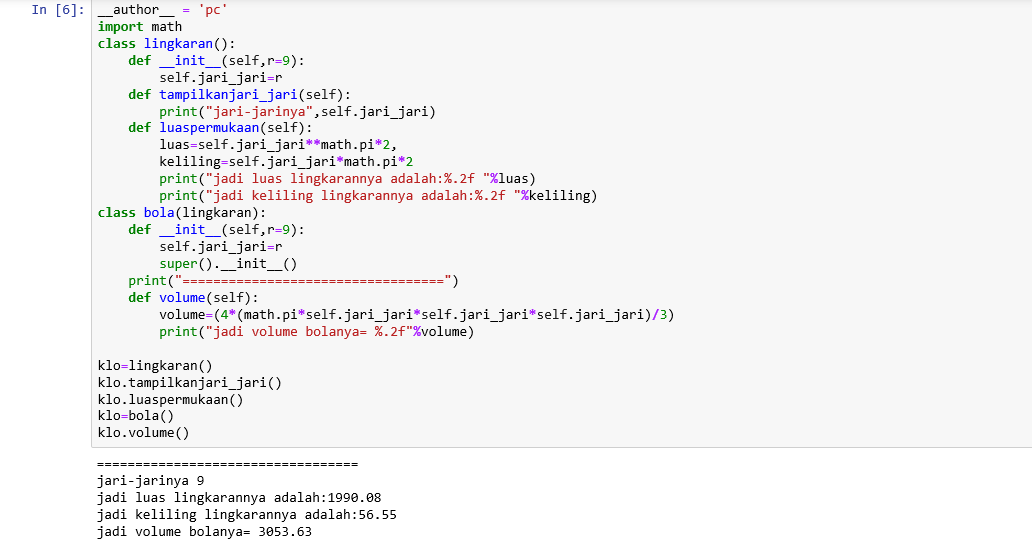 In [6]: __author__ = 'pc'
import math
class lingkaran():
    def __init__(self,r=9):
        self.jari_jari=r
    def tampilkanjari_jari(self):
        print("jari-jarinya",self.jari_jari)
    def luaspermukaan(self):
        luas=self.jari_jari**math.pi*2,
        keliling=self.jari_jari*math.pi*2
        print("jadi luas lingkarannya adalah:%.2f "%luas)
        print("jadi keliling lingkarannya adalah:%.2f "%keliling)
class bola(lingkaran):
    def __init__(self,r=9):
        self.jari_jari=r
        super().__init__()
    print("==================================")
    def volume(self):
        volume=(4*(math.pi*self.jari_jari*self.jari_jari*self.jari_jari)/3)
        print("jadi volume bolanya= %.2f"%volume)

klo=lingkaran()
klo.tampilkanjari_jari()
klo.luaspermukaan()
klo=bola()
klo.volume()

==================================
jari-jarinya 9
jadi luas lingkarannya adalah:1990.08
jadi keliling lingkarannya adalah:56.55
jadi volume bolanya= 3053.63